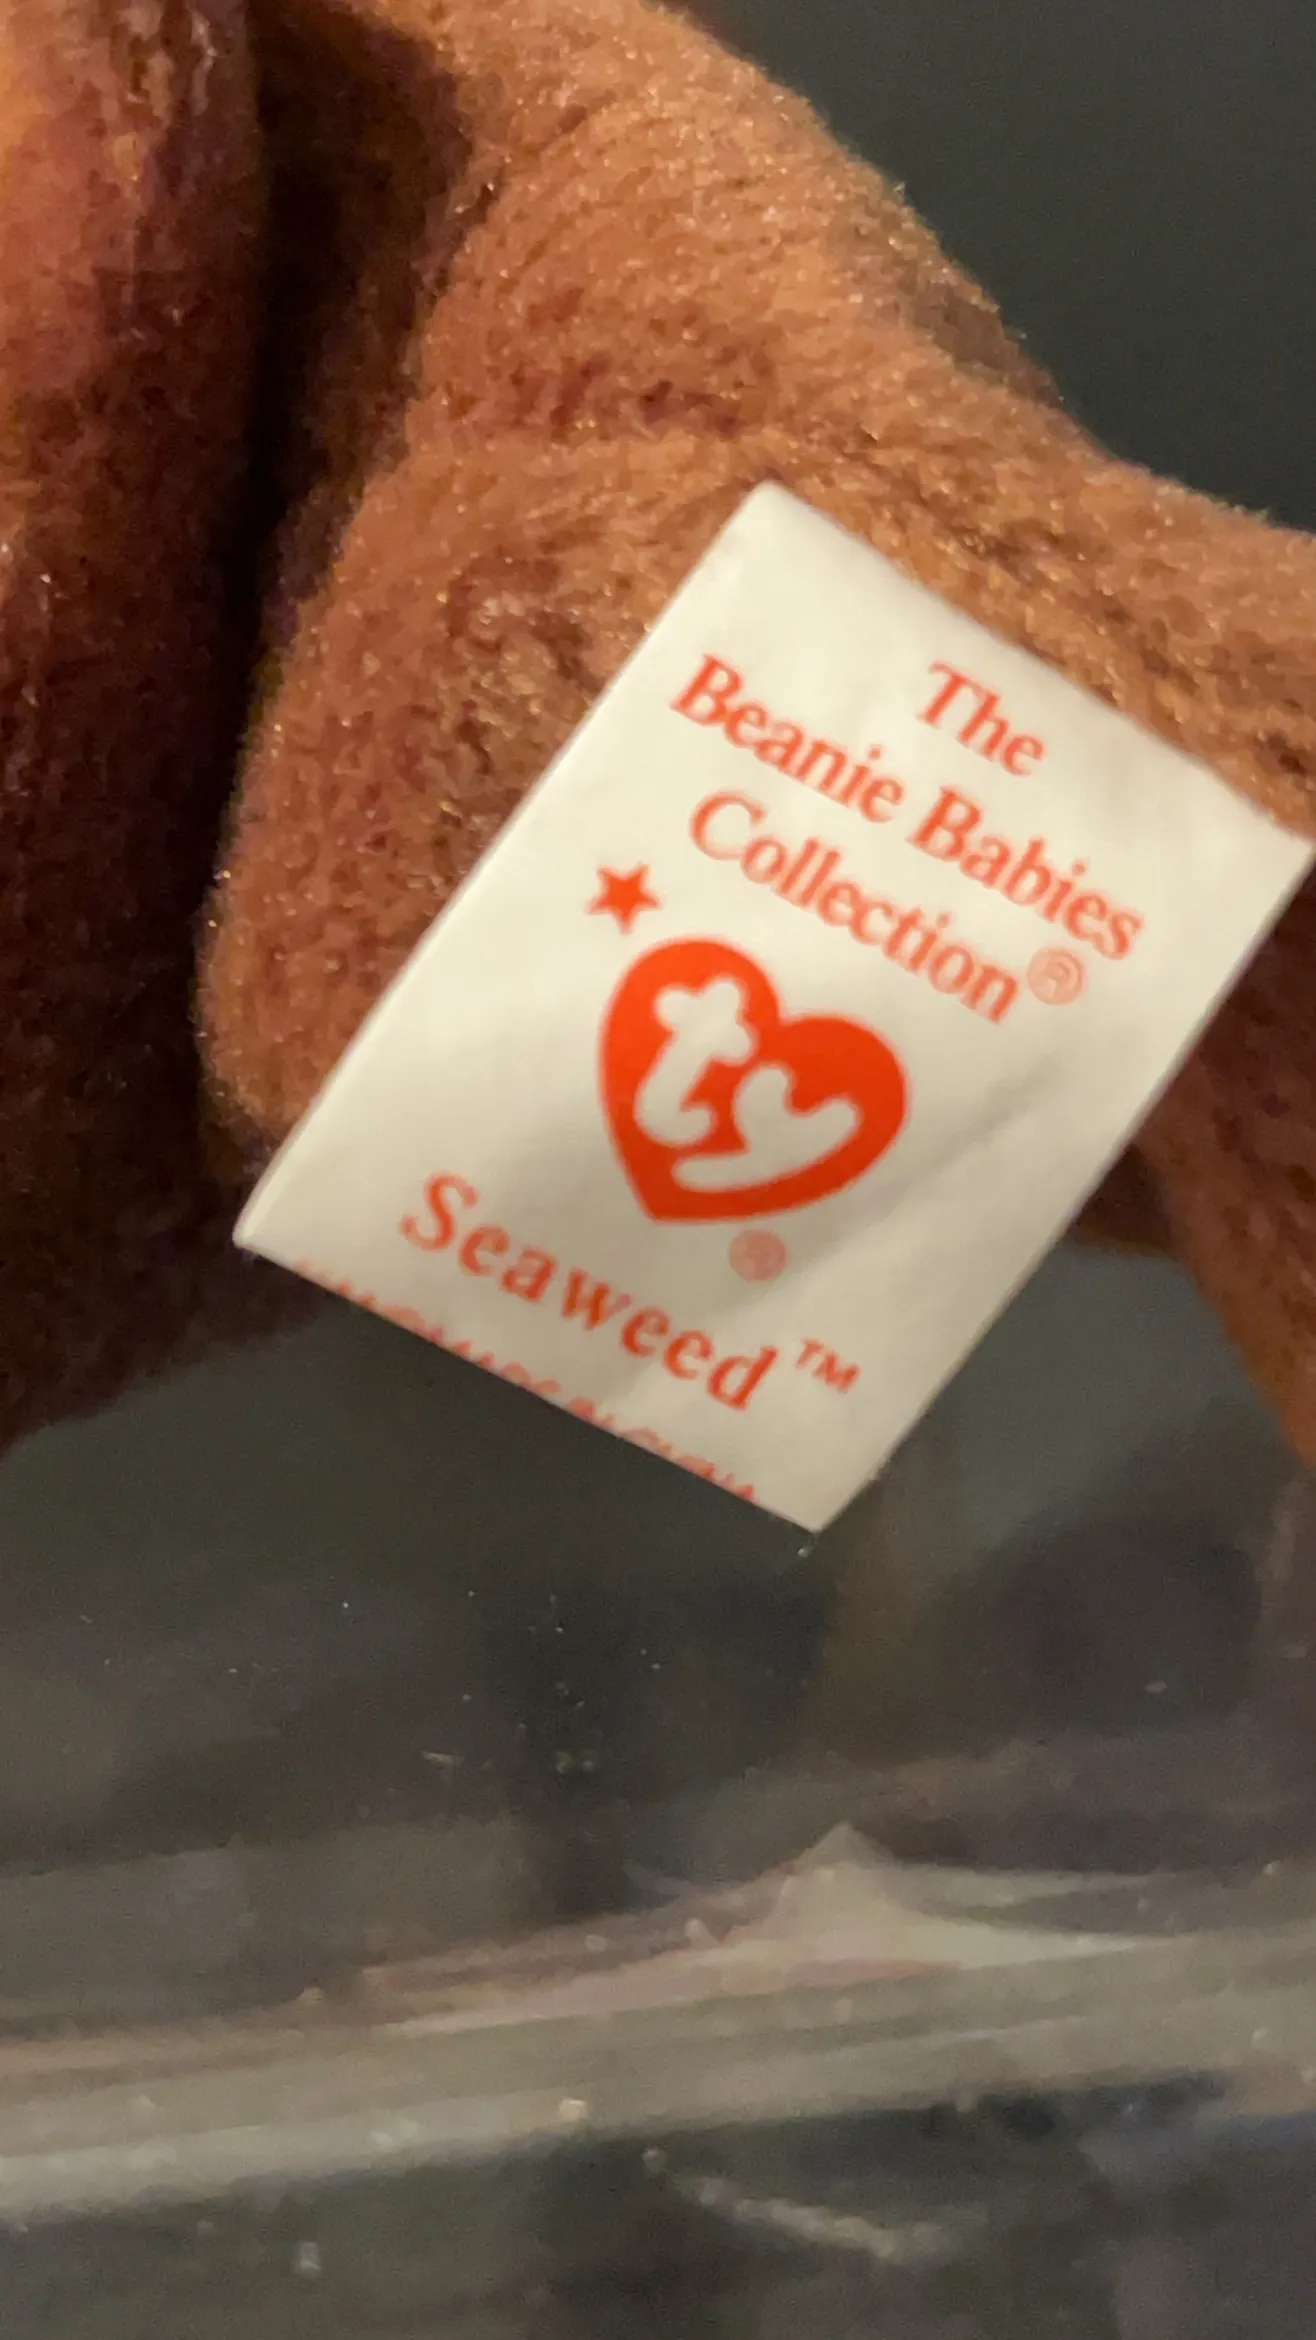 The
Beanie Babies
Collection®
ty
®
Seaweed™